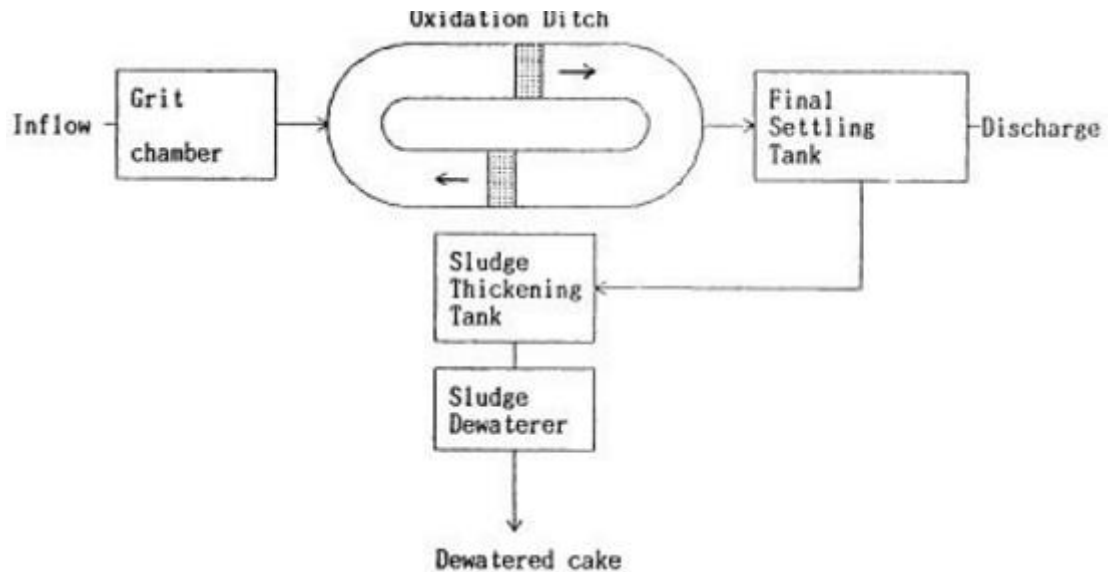 Oxidation Ditch
Grit
chamber
Inflow
Final
Settling
Tank
Discharge
Sludge
Thickening
Tank
Sludge
Dewaterer
Dewatered cake